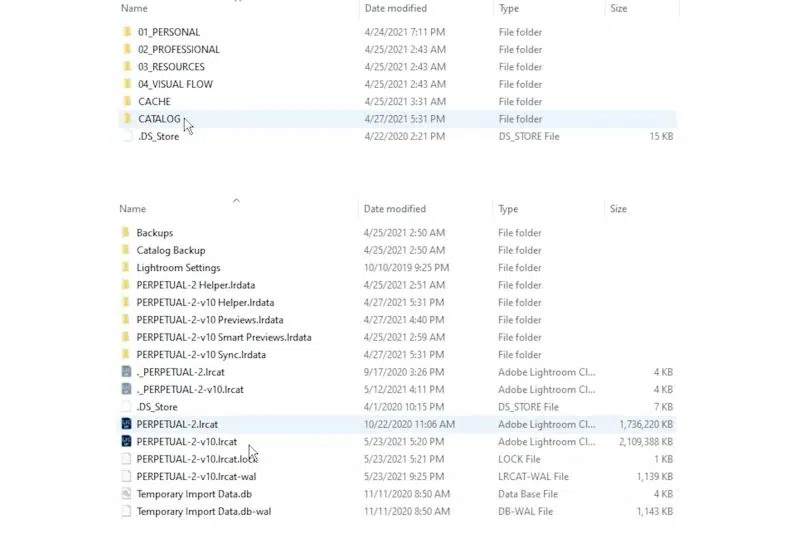 Name Date modified Type Size
01_PERSONAL 4/24/2021 7:11 PM File folder
02_PROFESSIONAL 4/25/2021 2:43 AM File folder
03_RESOURCES 4/25/2021 2:43 AM File folder
04_VISUAL FLOW 4/25/2021 2:43 AM File folder
CACHE 4/25/2021 3:31 AM File folder
CATALOG 4/27/2021 5:31 PM File folder
.DS_Store 4/22/2020 2:21 PM DS_STORE File 15 KB
Name Date modified Type Size
Backups 4/25/2021 2:50 AM File folder
Catalog Backup 4/25/2021 2:50 AM File folder
Lightroom Settings 10/10/2019 9:25 PM File folder
PERPETUAL-2 Helper.lrdata 4/25/2021 2:51 AM File folder
PERPETUAL-2-v10 Helper.lrdata 4/27/2021 5:31 PM File folder
PERPETUAL-2-v10 Previews.lrdata 4/27/2021 4:40 PM File folder
PERPETUAL-2-v10 Smart Previews.lrdata 4/25/2021 2:59 AM File folder
PERPETUAL-2-v10 Sync.lrdata 4/27/2021 5:31 PM File folder
._PERPETUAL-2.lrcat 9/17/2020 3:26 PM Adobe Lightroom Cl... 4 KB
._PERPETUAL-2-v10.lrcat 5/12/2021 4:11 PM Adobe Lightroom Cl... 4 KB
.DS_Store 4/1/2020 10:15 PM DS_STORE File 7 KB
PERPETUAL-2.lrcat 10/22/2020 11:06 AM Adobe Lightroom Cl... 1,736,220 KB
PERPETUAL-2-v10.lrcat 5/23/2021 5:20 PM Adobe Lightroom Cl... 2,109,388 KB
PERPETUAL-2-v10.lrcat.lock 5/23/2021 5:21 PM LOCK File 1 KB
PERPETUAL-2-v10.lrcat-wal 5/23/2021 9:25 PM LRCAT-WAL File 1,139 KB
Temporary Import Data.db 11/11/2020 8:50 AM Data Base File 4 KB
Temporary Import Data.db-wal 11/11/2020 8:50 AM DB-WAL File 1,143 KB